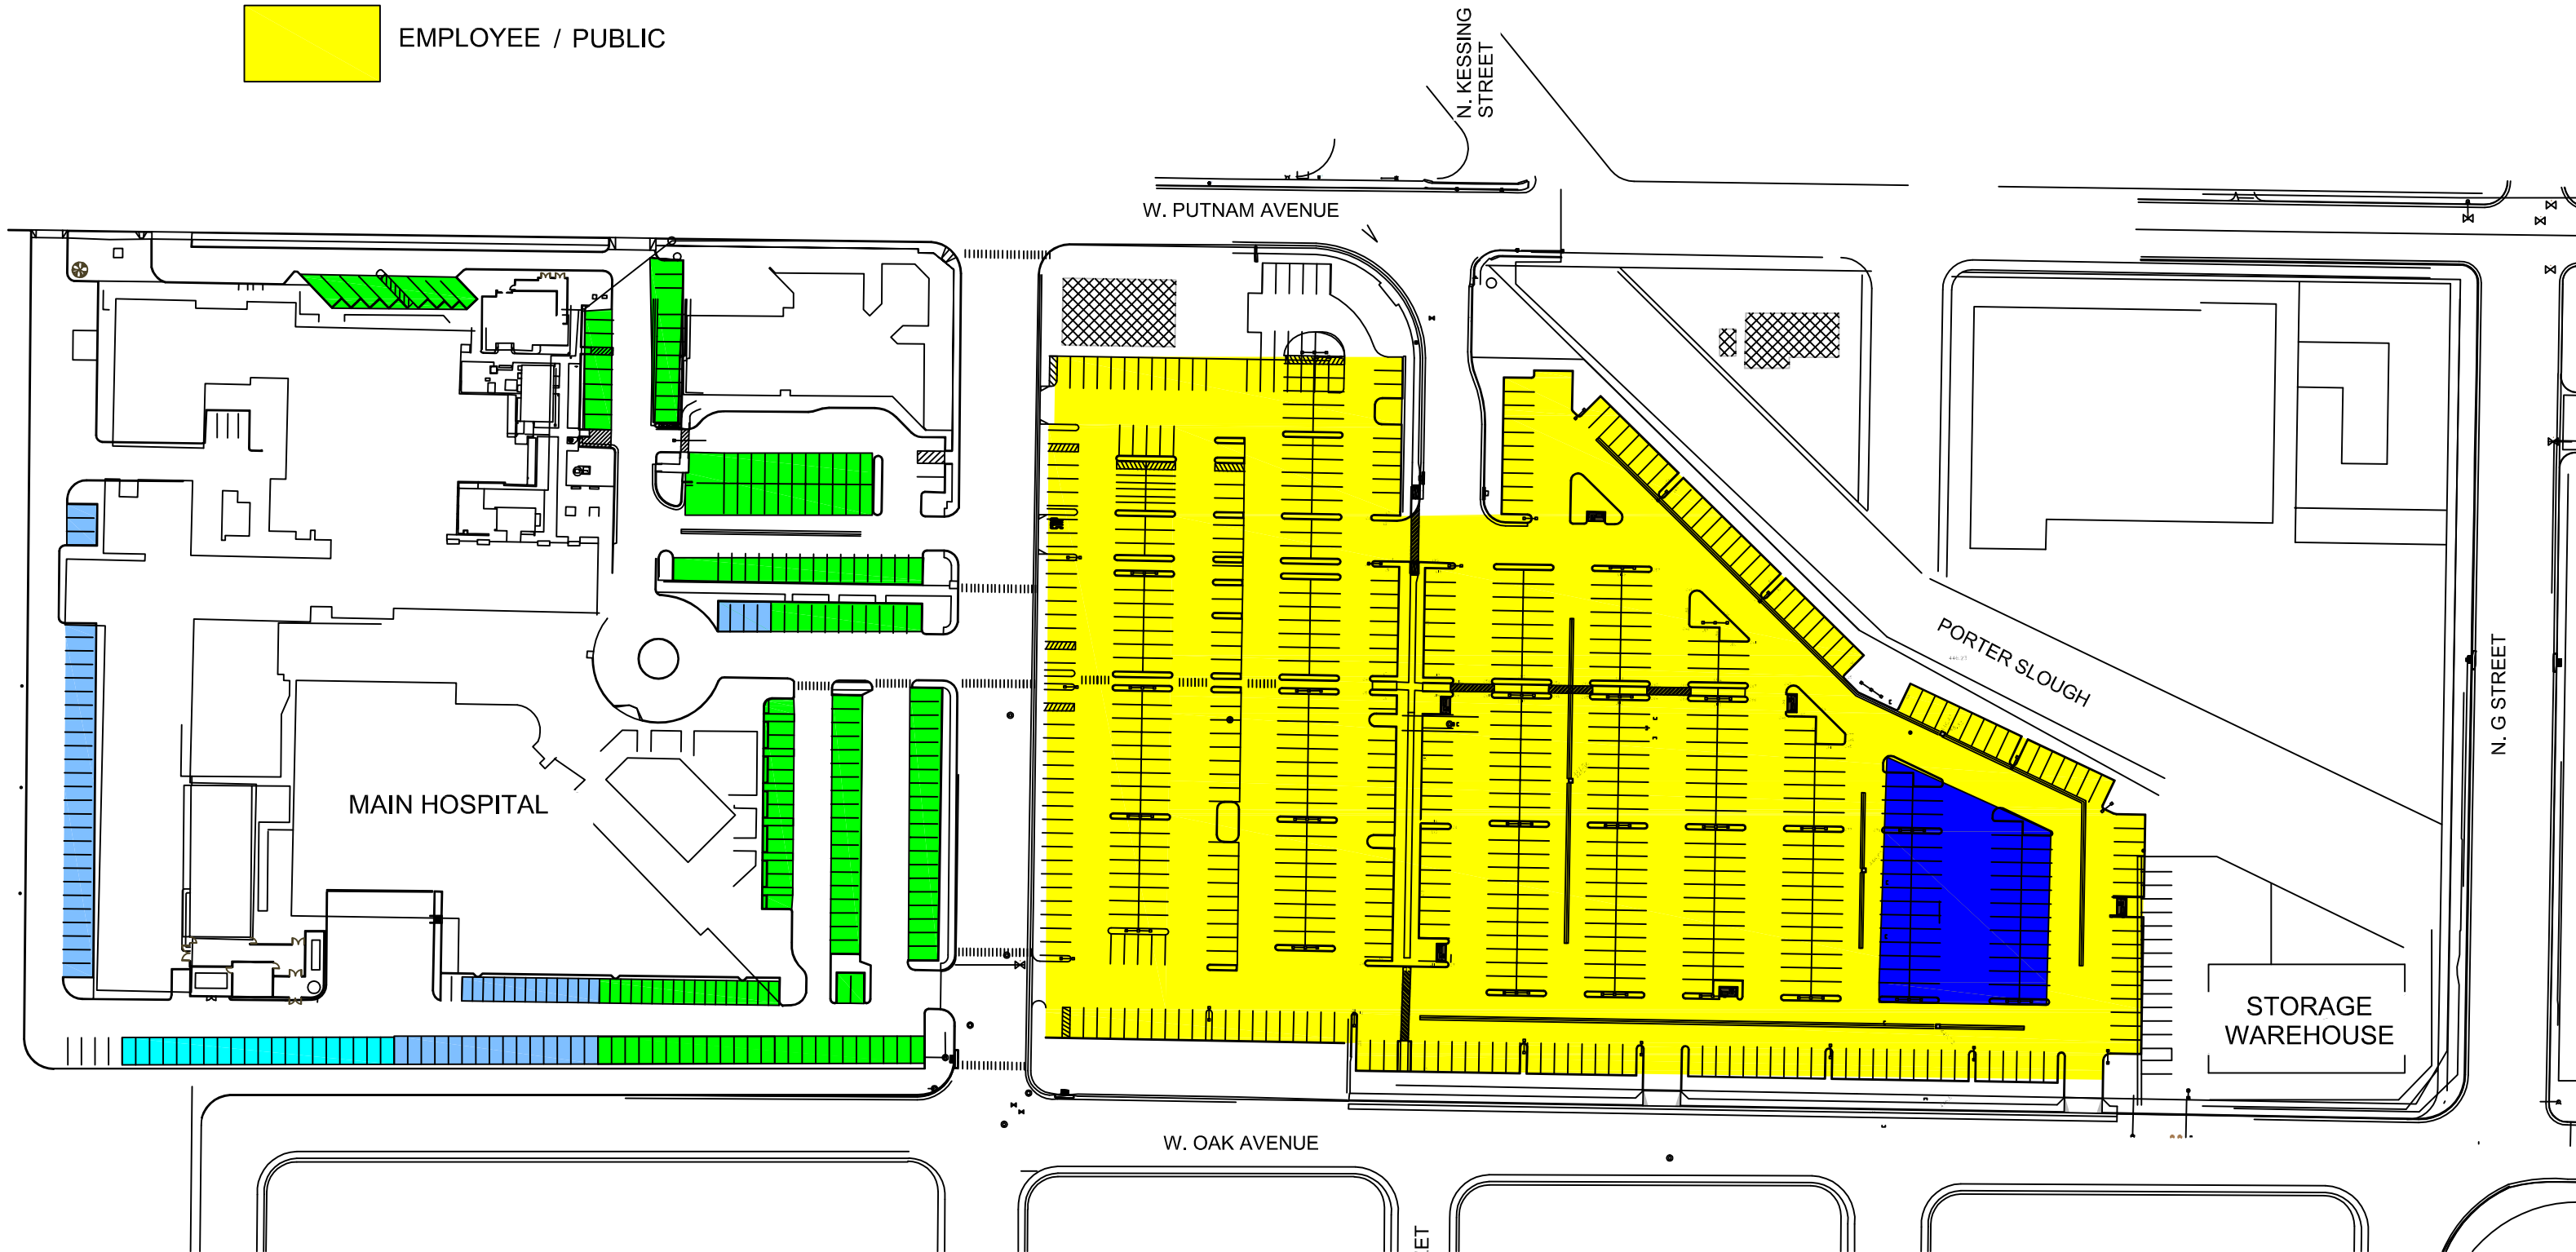 EMPLOYEE / PUBLIC
N. KESSING
STREET
W. PUTNAM AVENUE
PORTER SLOUGH
N. G STREET
MAIN HOSPITAL
STORAGE
WAREHOUSE
W. OAK AVENUE